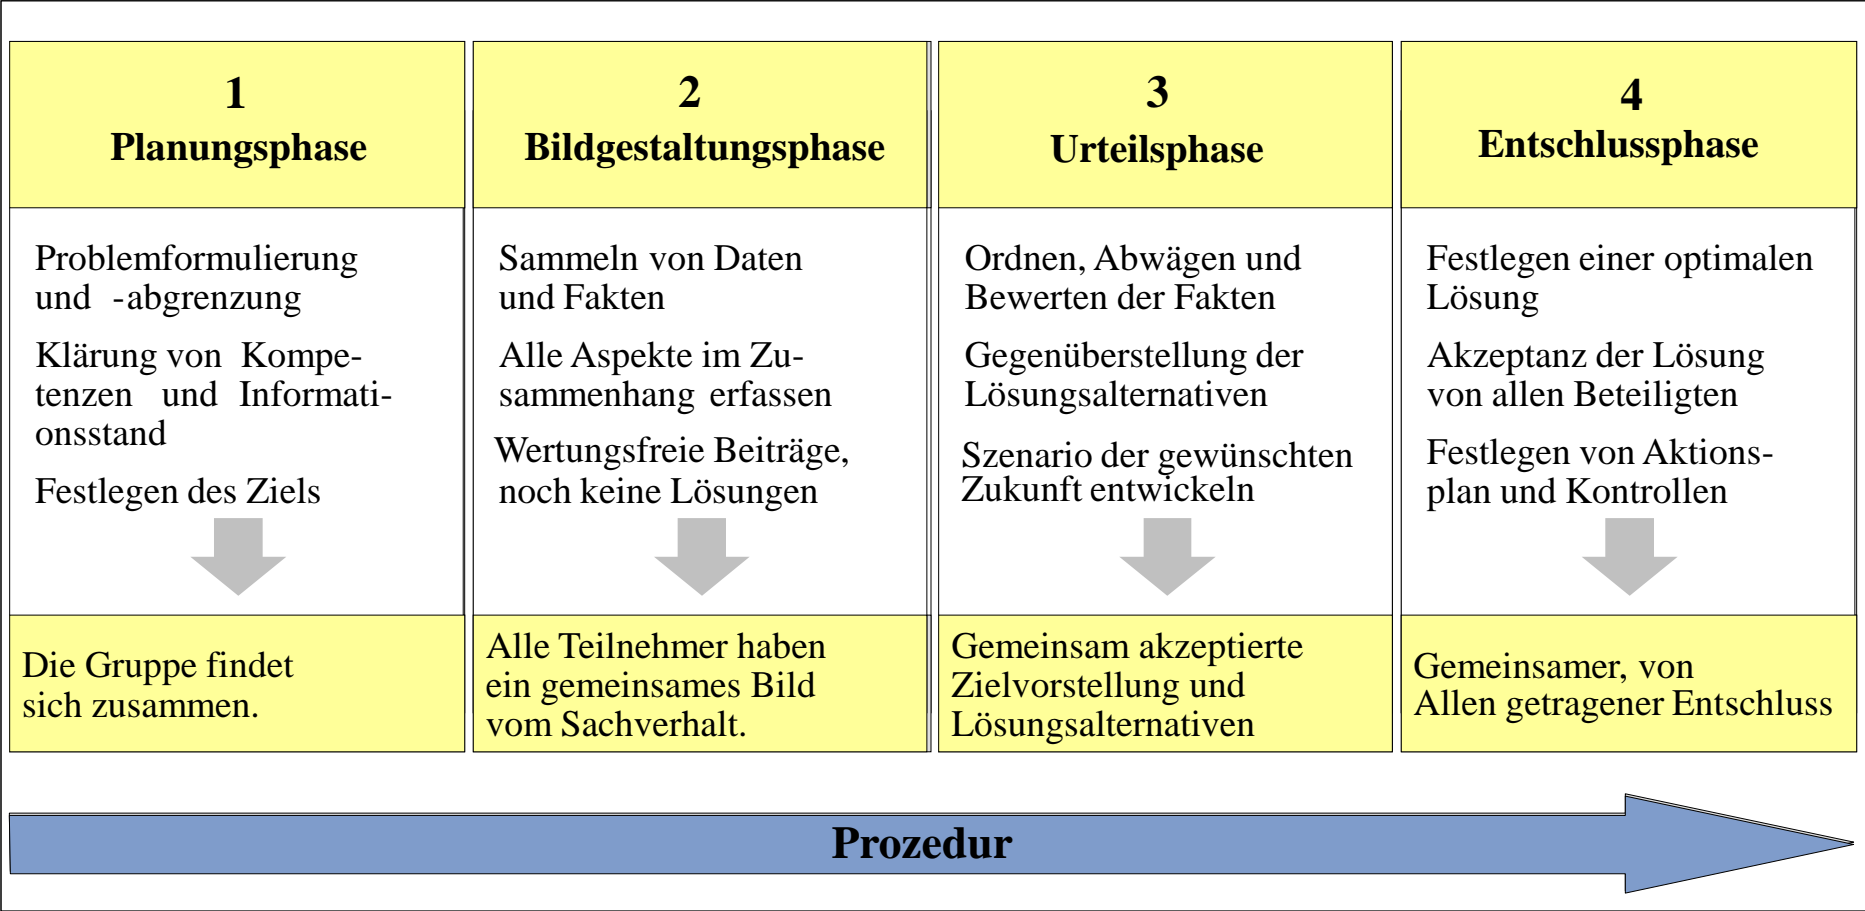 1
Planungsphase
Problemformulierung
und -abgrenzung
Klärung von Kompe-
tenzen und Informati-
onsstand
Festlegen des Ziels
Die Gruppe findet
sich zusammen.
2
Bildgestaltungsphase
Sammeln von Daten
und Fakten
Alle Aspekte im Zu-
sammenhang erfassen
Wertungsfreie Beiträge,
noch keine Lösungen
Alle Teilnehmer haben
ein gemeinsames Bild
vom Sachverhalt.
3
Urteilsphase
Ordnen, Abwägen und
Bewerten der Fakten
Gegenüberstellung der
Lösungsalternativen
Szenario der gewünschten
Zukunft entwickeln
Gemeinsam akzeptierte
Zielvorstellung und
Lösungsalternativen
4
Entschlussphase
Festlegen einer optimalen
Lösung
Akzeptanz der Lösung
von allen Beteiligten
Festlegen von Aktions-
plan und Kontrollen
Gemeinsamer, von
Allen getragener Entschluss
Prozedur